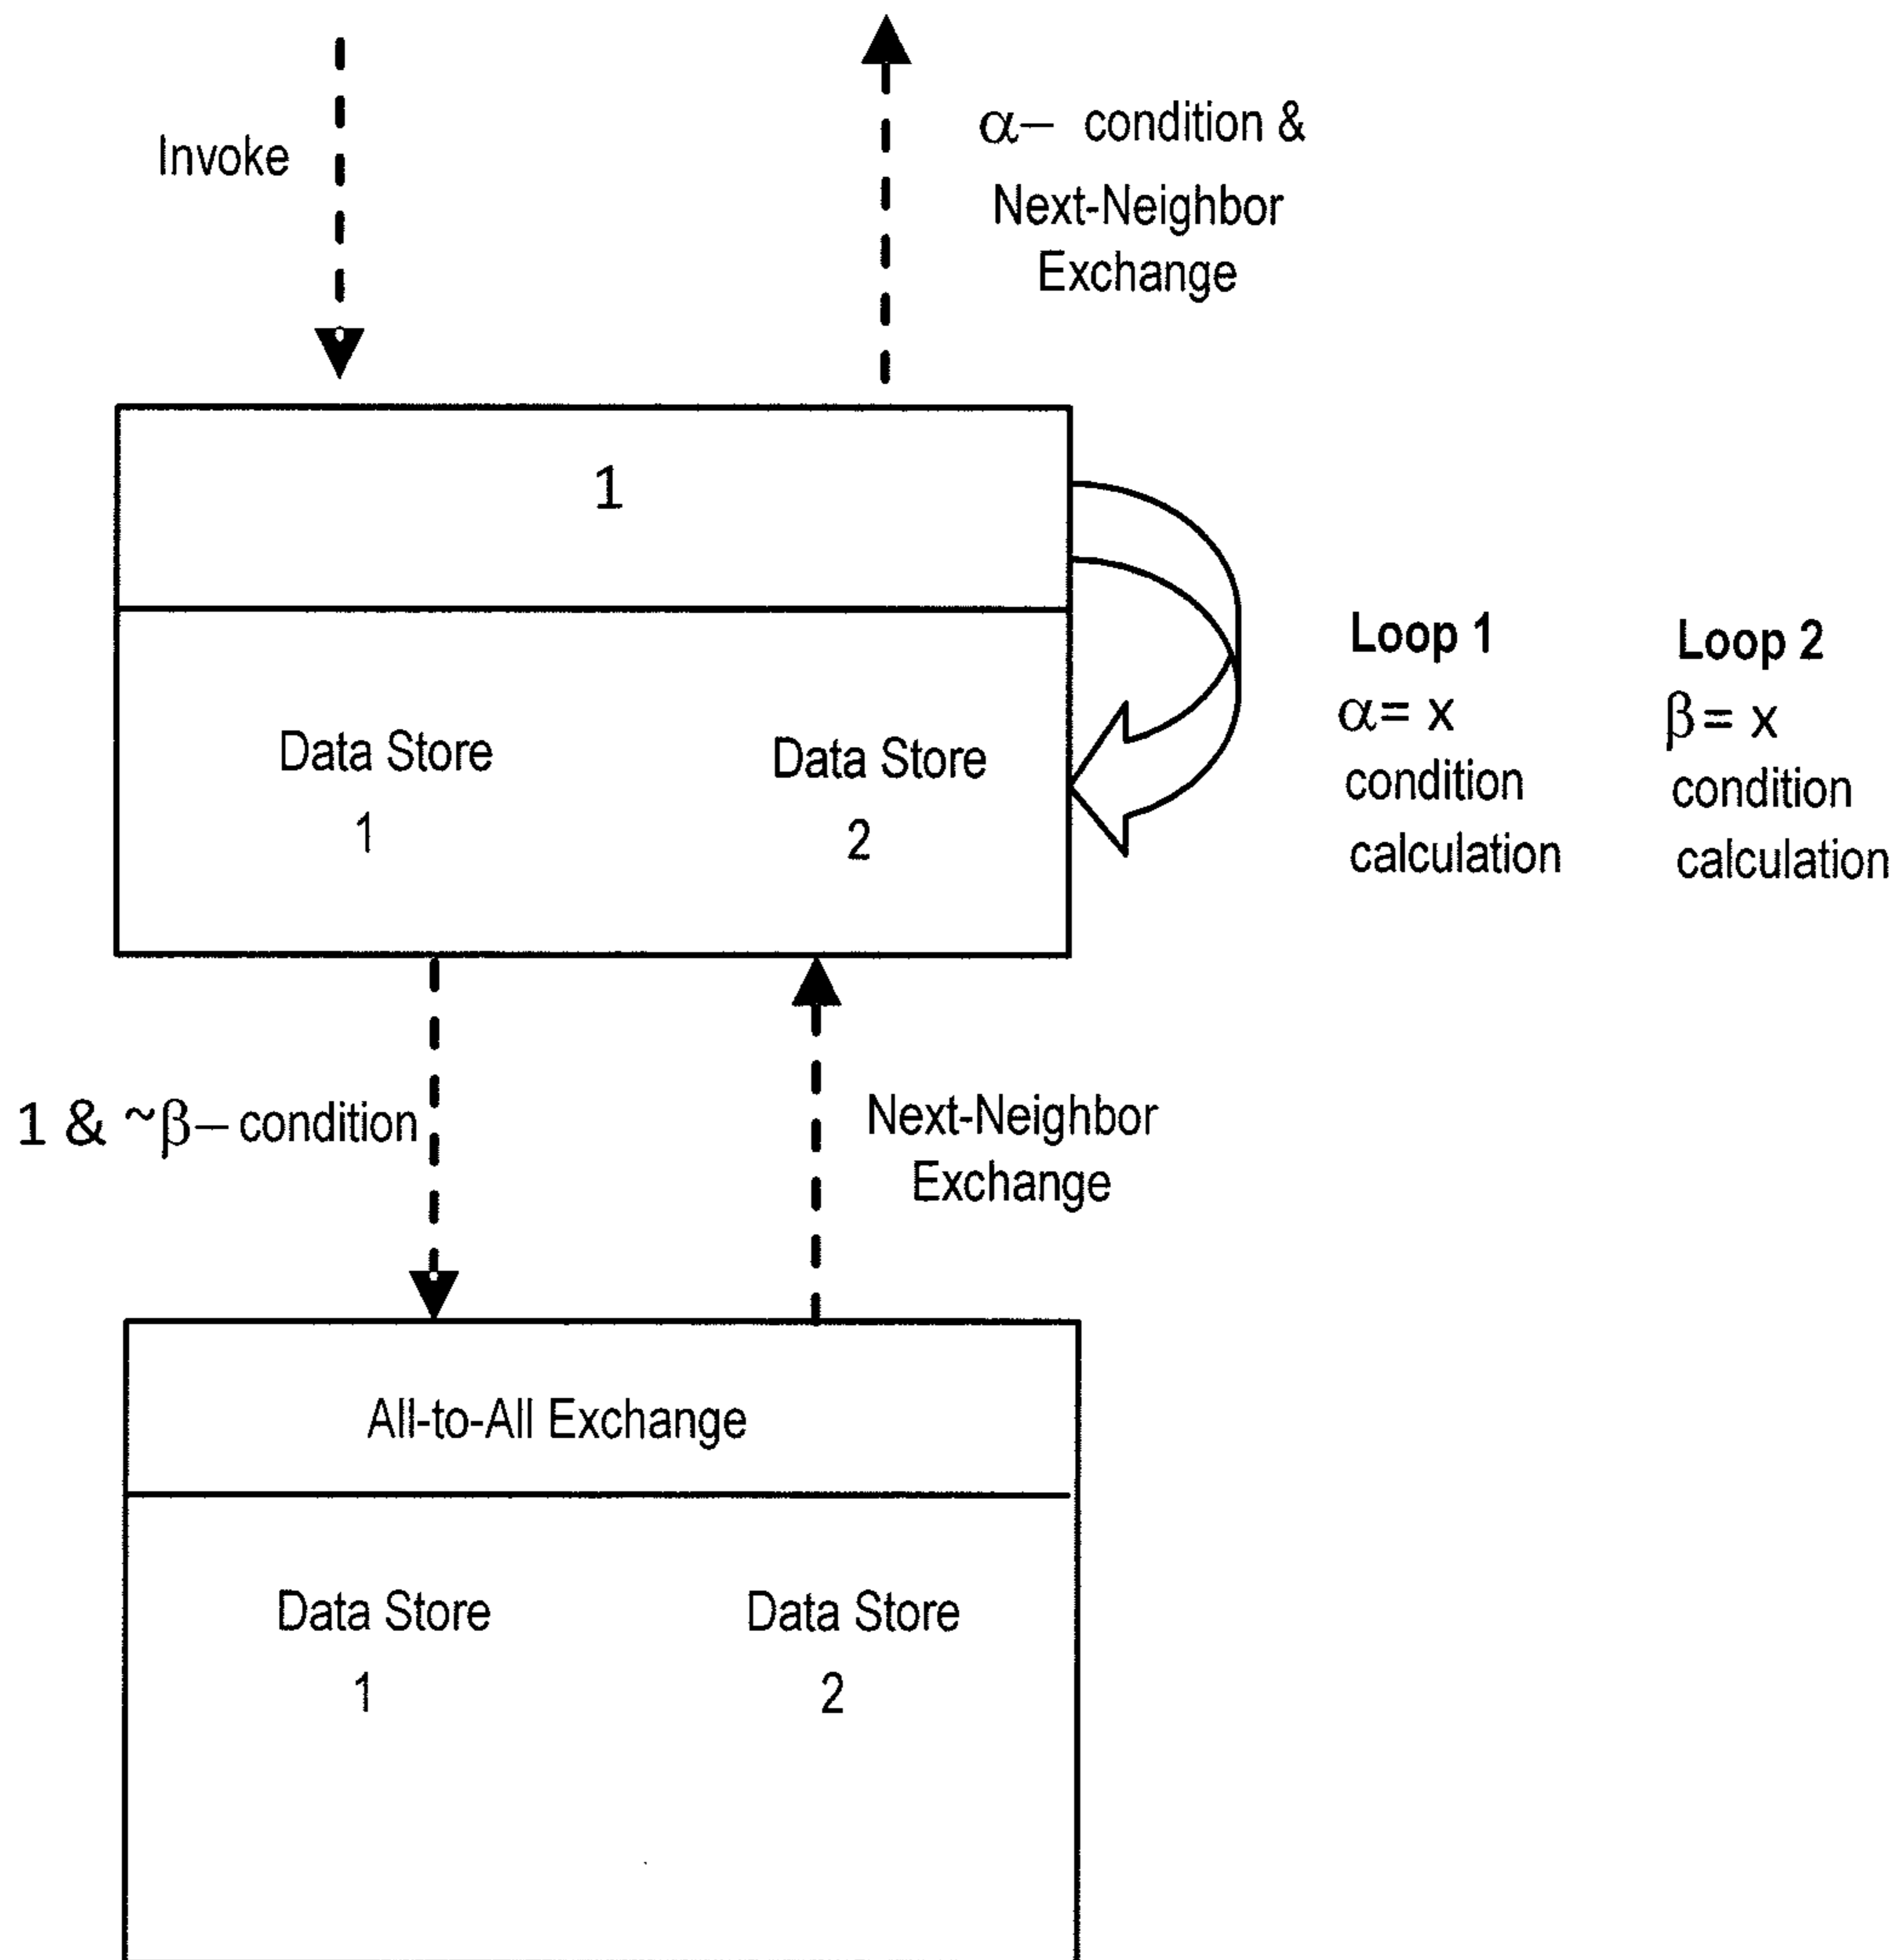 Invoke
α– condition &
Next-Neighbor
Exchange
1
Data Store
1
Data Store
2
Loop 1
α= x
condition
calculation
Loop 2
β= x
condition
calculation
1 & ~β– condition
Next-Neighbor
Exchange
All-to-All Exchange
Data Store
1
Data Store
2